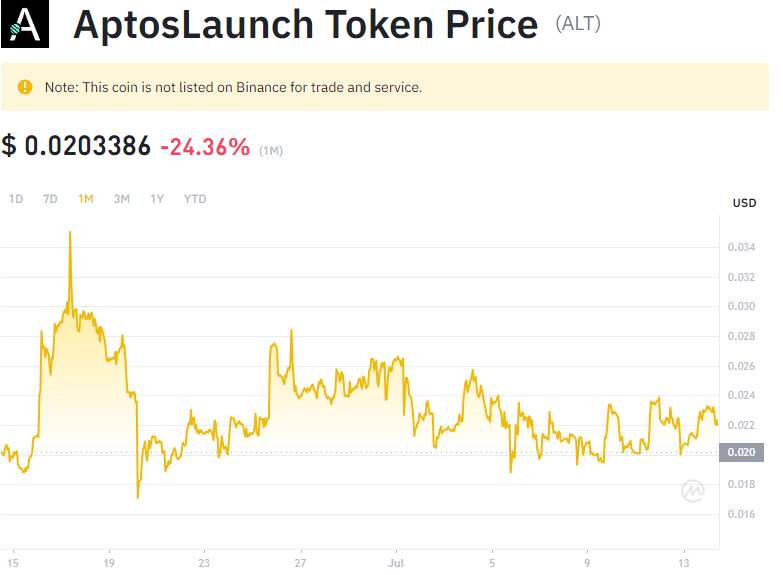 AptosLaunch Token Price (ALT)
Note: This coin is not listed on Binance for trade and service.
$ 0.0203386 -24.36% (1M)
1D 7D 1M 3M 1Y YTD
USD
0.034
0.032
0.030
0.028
0.026
0.024
0.022
0.020
0.018
0.016
15 19 23 27 Jul 5 9 13